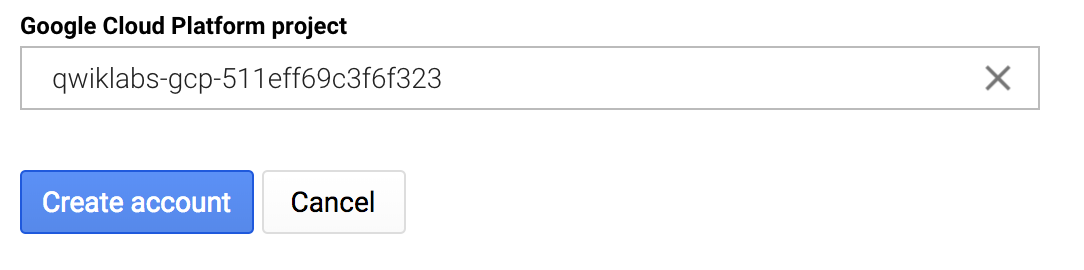 Google Cloud Platform project
qwiklabs-gcp-511eff69c3f6f323
Create account
Cancel